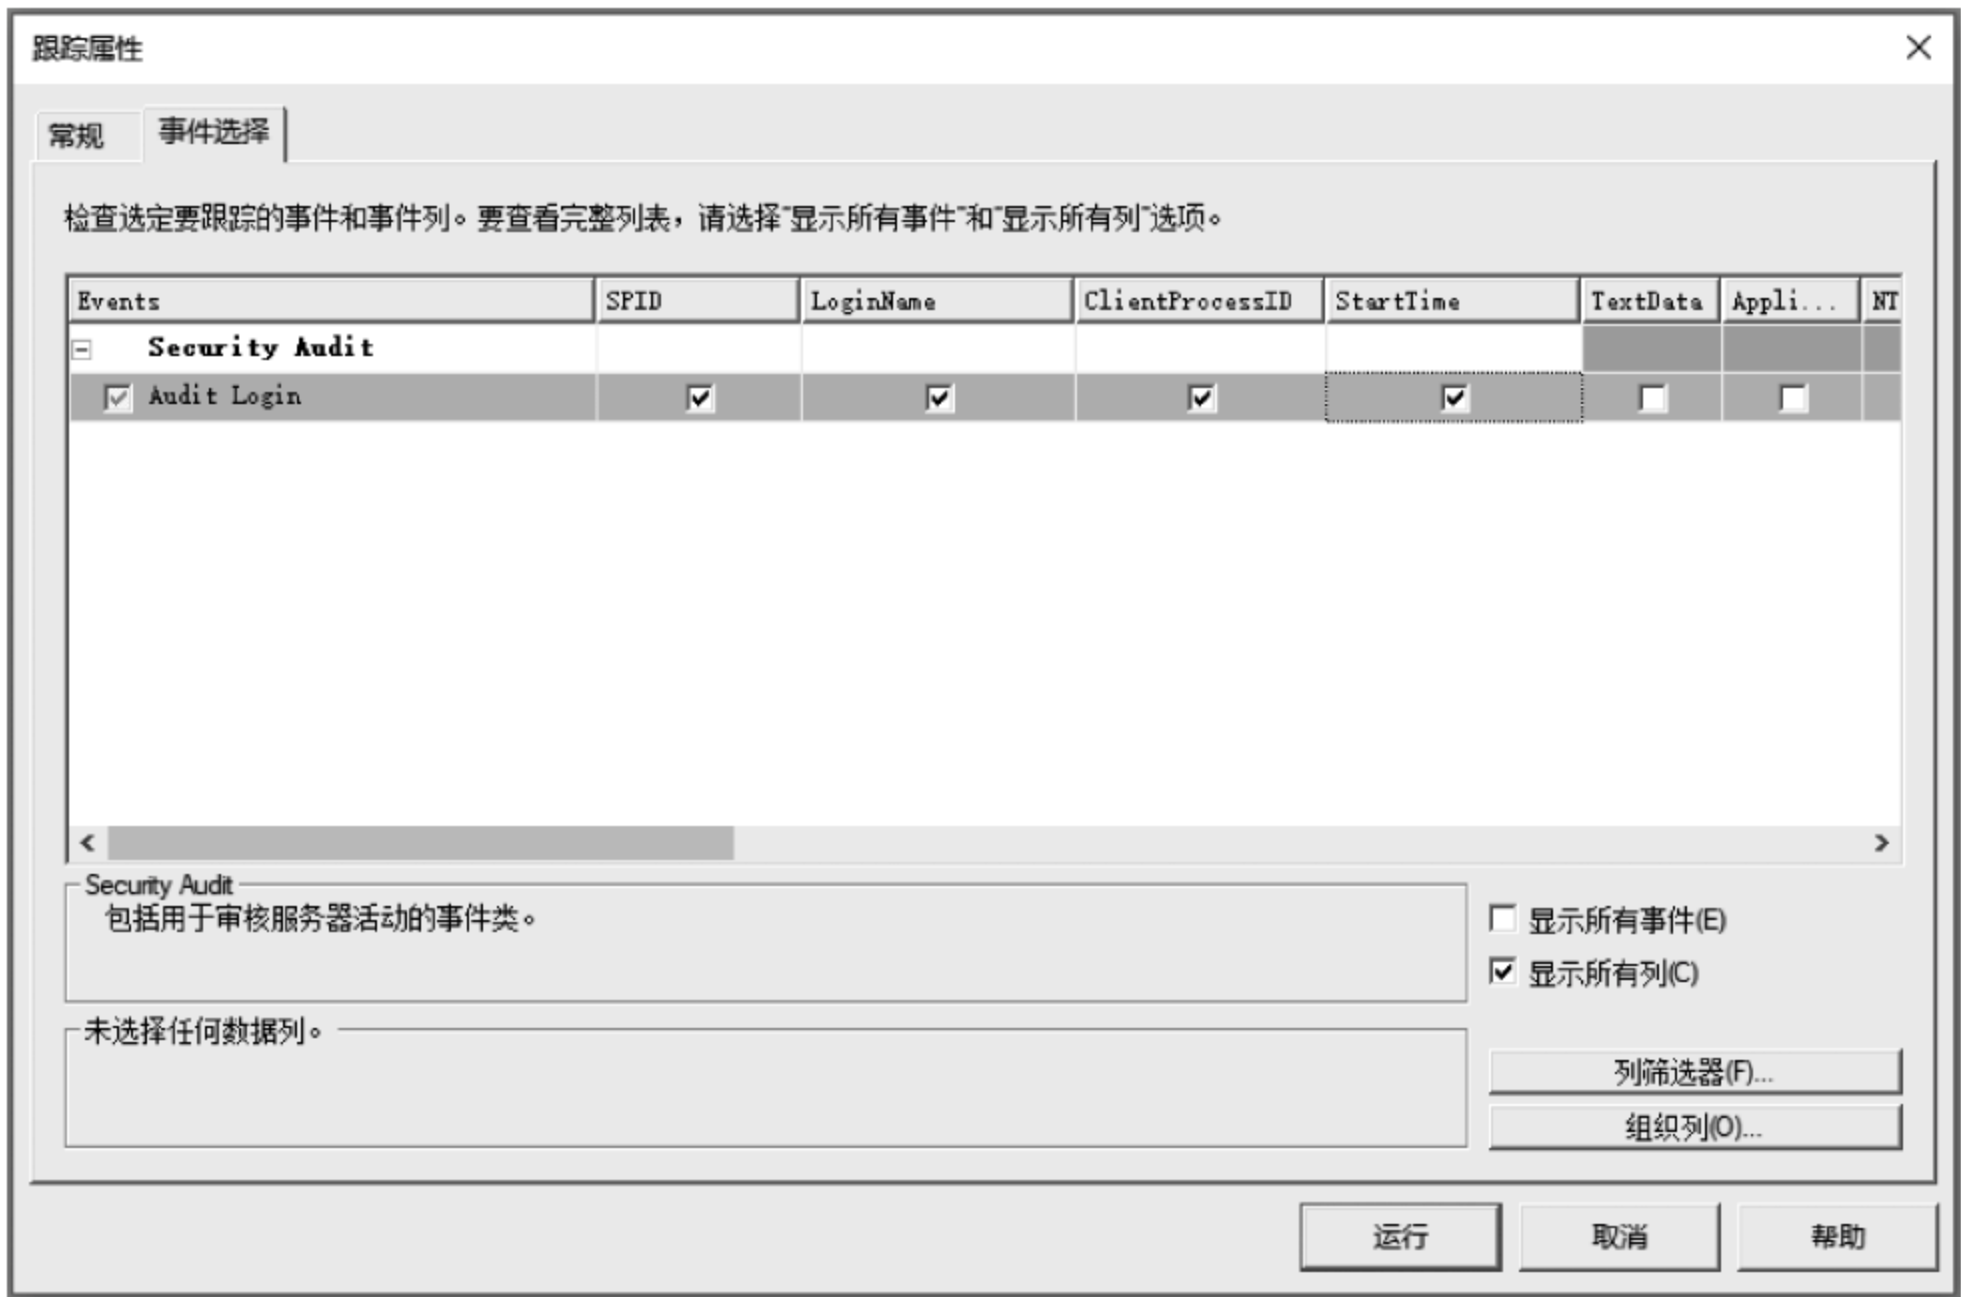 跟踪属性
常规 事件选择
检查选定要跟踪的事件和事件列。要查看完整列表，请选择"显示所有事件"和"显示所有列"选项。
Events SPID LoginName ClientProcessID StartTime TextData Appli... NT
Security Audit
Audit Login
Security Audit
包括用于审核服务器活动的事件类。
显示所有事件(E)
显示所有列(C)
未选择任何数据列。
列筛选器(F)...
组织列(O)...
运行 取消 帮助